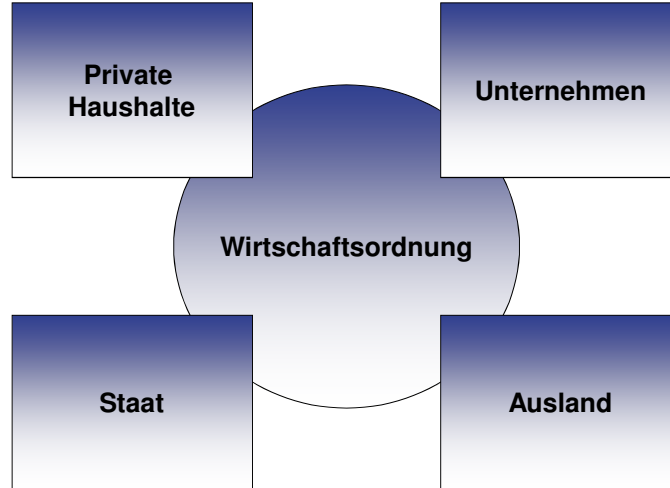 Private
Haushalte
Unternehmen
Wirtschaftsordnung
Staat
Ausland